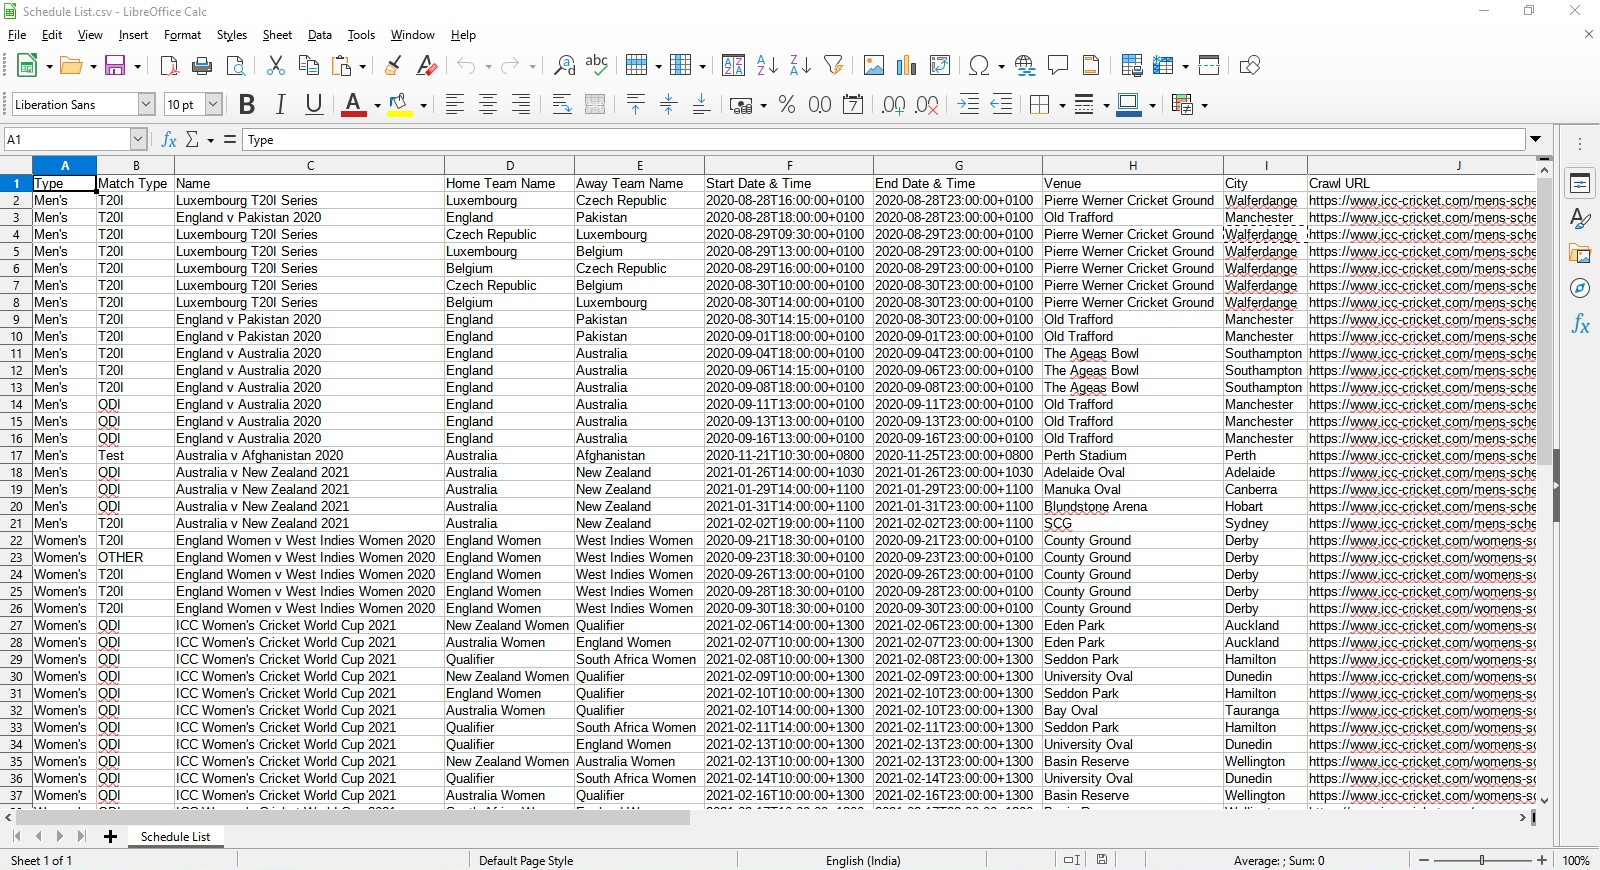 Schedule List.csv - LibreOffice Calc
File Edit View Insert Format Styles Sheet Data Tools Window Help
Liberation Sans 10 pt
A1 Type
A B C D E F G H I J
1 Type Match Type Name Home Team Name Away Team Name Start Date & Time End Date & Time Venue City Crawl URL
2 Men's T20I Luxembourg T20I Series Luxembourg Czech Republic 2020-08-28T16:00:00+0100 2020-08-28T23:00:00+0100 Pierre Werner Cricket Ground Walferdange https://www.icc-cricket.com/mens-sche
3 Men's T20I England v Pakistan 2020 England Pakistan 2020-08-28T18:00:00+0100 2020-08-28T23:00:00+0100 Old Trafford Manchester https://www.icc-cricket.com/mens-sche
4 Men's T20I Luxembourg T20I Series Czech Republic Luxembourg 2020-08-29T09:30:00+0100 2020-08-29T23:00:00+0100 Pierre Werner Cricket Ground Walferdange https://www.icc-cricket.com/mens-sche
5 Men's T20I Luxembourg T20I Series Luxembourg Belgium 2020-08-29T13:00:00+0100 2020-08-29T23:00:00+0100 Pierre Werner Cricket Ground Walferdange https://www.icc-cricket.com/mens-sche
6 Men's T20I Luxembourg T20I Series Belgium Czech Republic 2020-08-29T16:00:00+0100 2020-08-29T23:00:00+0100 Pierre Werner Cricket Ground Walferdange https://www.icc-cricket.com/mens-sche
7 Men's T20I Luxembourg T20I Series Czech Republic Belgium 2020-08-30T10:00:00+0100 2020-08-30T23:00:00+0100 Pierre Werner Cricket Ground Walferdange https://www.icc-cricket.com/mens-sche
8 Men's T20I Luxembourg T20I Series Belgium Luxembourg 2020-08-30T14:00:00+0100 2020-08-30T23:00:00+0100 Pierre Werner Cricket Ground Walferdange https://www.icc-cricket.com/mens-sche
9 Men's T20I England v Pakistan 2020 England Pakistan 2020-08-30T14:15:00+0100 2020-08-30T23:00:00+0100 Old Trafford Manchester https://www.icc-cricket.com/mens-sche
10 Men's T20I England v Pakistan 2020 England Pakistan 2020-09-01T18:00:00+0100 2020-09-01T23:00:00+0100 Old Trafford Manchester https://www.icc-cricket.com/mens-sche
11 Men's T20I England v Australia 2020 England Australia 2020-09-04T18:00:00+0100 2020-09-04T23:00:00+0100 The Ageas Bowl Southampton https://www.icc-cricket.com/mens-sche
12 Men's T20I England v Australia 2020 England Australia 2020-09-06T14:15:00+0100 2020-09-06T23:00:00+0100 The Ageas Bowl Southampton https://www.icc-cricket.com/mens-sche
13 Men's T20I England v Australia 2020 England Australia 2020-09-08T18:00:00+0100 2020-09-08T23:00:00+0100 The Ageas Bowl Southampton https://www.icc-cricket.com/mens-sche
14 Men's ODI England v Australia 2020 England Australia 2020-09-11T13:00:00+0100 2020-09-11T23:00:00+0100 Old Trafford Manchester https://www.icc-cricket.com/mens-sche
15 Men's ODI England v Australia 2020 England Australia 2020-09-13T13:00:00+0100 2020-09-13T23:00:00+0100 Old Trafford Manchester https://www.icc-cricket.com/mens-sche
16 Men's ODI England v Australia 2020 England Australia 2020-09-16T13:00:00+0100 2020-09-16T23:00:00+0100 Old Trafford Manchester https://www.icc-cricket.com/mens-sche
17 Men's Test Australia v Afghanistan 2020 Australia Afghanistan 2020-11-21T10:30:00+0800 2020-11-25T23:00:00+0800 Perth Stadium Perth https://www.icc-cricket.com/mens-sche
18 Men's ODI Australia v New Zealand 2021 Australia New Zealand 2021-01-26T14:00:00+1030 2021-01-26T23:00:00+1030 Adelaide Oval Adelaide https://www.icc-cricket.com/mens-sche
19 Men's ODI Australia v New Zealand 2021 Australia New Zealand 2021-01-29T14:00:00+1100 2021-01-29T23:00:00+1100 Manuka Oval Canberra https://www.icc-cricket.com/mens-sche
20 Men's ODI Australia v New Zealand 2021 Australia New Zealand 2021-01-31T14:00:00+1100 2021-01-31T23:00:00+1100 Blundstone Arena Hobart https://www.icc-cricket.com/mens-sche
21 Men's T20I Australia v New Zealand 2021 Australia New Zealand 2021-02-02T19:00:00+1100 2021-02-02T23:00:00+1100 SCG Sydney https://www.icc-cricket.com/mens-sche
22 Women's T20I England Women v West Indies Women 2020 England Women West Indies Women 2020-09-21T18:30:00+0100 2020-09-21T23:00:00+0100 County Ground Derby https://www.icc-cricket.com/womens-sc
23 Women's OTHER England Women v West Indies Women 2020 England Women West Indies Women 2020-09-23T18:30:00+0100 2020-09-23T23:00:00+0100 County Ground Derby https://www.icc-cricket.com/womens-sc
24 Women's T20I England Women v West Indies Women 2020 England Women West Indies Women 2020-09-26T13:00:00+0100 2020-09-26T23:00:00+0100 County Ground Derby https://www.icc-cricket.com/womens-sc
25 Women's T20I England Women v West Indies Women 2020 England Women West Indies Women 2020-09-28T18:30:00+0100 2020-09-28T23:00:00+0100 County Ground Derby https://www.icc-cricket.com/womens-sc
26 Women's T20I England Women v West Indies Women 2020 England Women West Indies Women 2020-09-30T18:30:00+0100 2020-09-30T23:00:00+0100 County Ground Derby https://www.icc-cricket.com/womens-sc
27 Women's ODI ICC Women's Cricket World Cup 2021 New Zealand Women Qualifier 2021-02-06T14:00:00+1300 2021-02-06T23:00:00+1300 Eden Park Auckland https://www.icc-cricket.com/womens-sc
28 Women's ODI ICC Women's Cricket World Cup 2021 Australia Women England Women 2021-02-07T10:00:00+1300 2021-02-07T23:00:00+1300 Eden Park Auckland https://www.icc-cricket.com/womens-sc
29 Women's ODI ICC Women's Cricket World Cup 2021 Qualifier South Africa Women 2021-02-08T10:00:00+1300 2021-02-08T23:00:00+1300 Seddon Park Hamilton https://www.icc-cricket.com/womens-sc
30 Women's ODI ICC Women's Cricket World Cup 2021 New Zealand Women Qualifier 2021-02-09T10:00:00+1300 2021-02-09T23:00:00+1300 University Oval Dunedin https://www.icc-cricket.com/womens-sc
31 Women's ODI ICC Women's Cricket World Cup 2021 England Women Qualifier 2021-02-10T10:00:00+1300 2021-02-10T23:00:00+1300 Seddon Park Hamilton https://www.icc-cricket.com/womens-sc
32 Women's ODI ICC Women's Cricket World Cup 2021 Australia Women Qualifier 2021-02-10T14:00:00+1300 2021-02-10T23:00:00+1300 Bay Oval Tauranga https://www.icc-cricket.com/womens-sc
33 Women's ODI ICC Women's Cricket World Cup 2021 Qualifier South Africa Women 2021-02-11T14:00:00+1300 2021-02-11T23:00:00+1300 Seddon Park Hamilton https://www.icc-cricket.com/womens-sc
34 Women's ODI ICC Women's Cricket World Cup 2021 Qualifier England Women 2021-02-13T10:00:00+1300 2021-02-13T23:00:00+1300 University Oval Dunedin https://www.icc-cricket.com/womens-sc
35 Women's ODI ICC Women's Cricket World Cup 2021 New Zealand Women Australia Women 2021-02-13T10:00:00+1300 2021-02-13T23:00:00+1300 Basin Reserve Wellington https://www.icc-cricket.com/womens-sc
36 Women's ODI ICC Women's Cricket World Cup 2021 Qualifier South Africa Women 2021-02-14T10:00:00+1300 2021-02-14T23:00:00+1300 University Oval Dunedin https://www.icc-cricket.com/womens-sc
37 Women's ODI ICC Women's Cricket World Cup 2021 Australia Women Qualifier 2021-02-16T10:00:00+1300 2021-02-16T23:00:00+1300 Basin Reserve Wellington https://www.icc-cricket.com/womens-sc
Schedule List
Sheet 1 of 1 Default Page Style English (India) Average: ; Sum: 0 100%